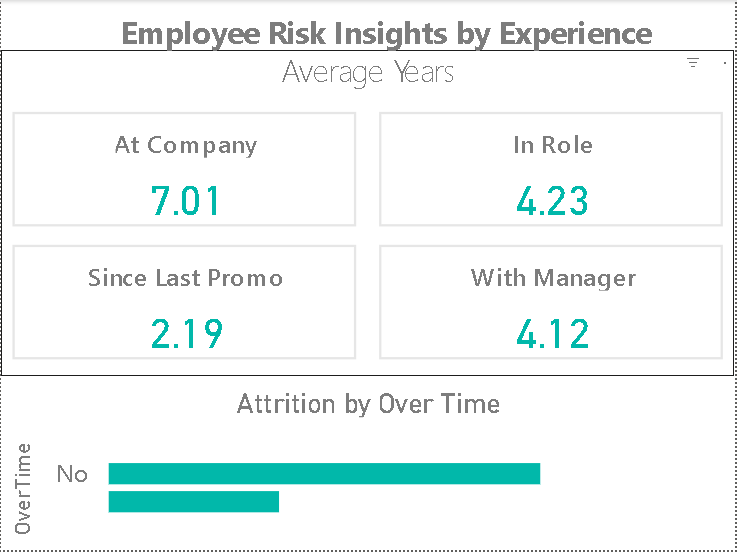 Employee Risk Insights by Experience
Average Years
At Company
In Role
7.01
4.23
Since Last Promo
With Manager
2.19
4.12
Attrition by Over Time
OverTime
No